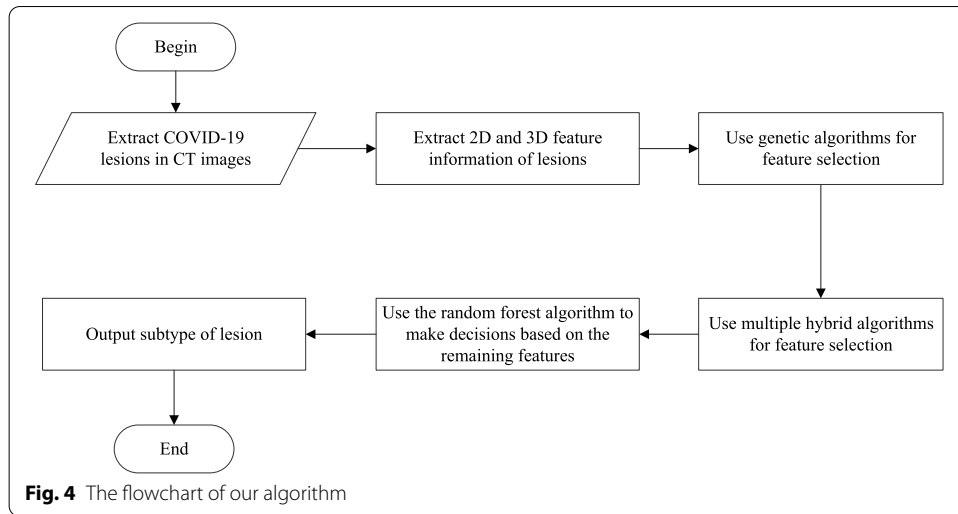 Begin
Extract COVID-19
lesions in CT images
Extract 2D and 3D feature
information of lesions
Use genetic algorithms for
feature selection
Use multiple hybrid algorithms
for feature selection
Use the random forest algorithm to
make decisions based on the
remaining features
Output subtype of lesion
End
Fig. 4 The flowchart of our algorithm